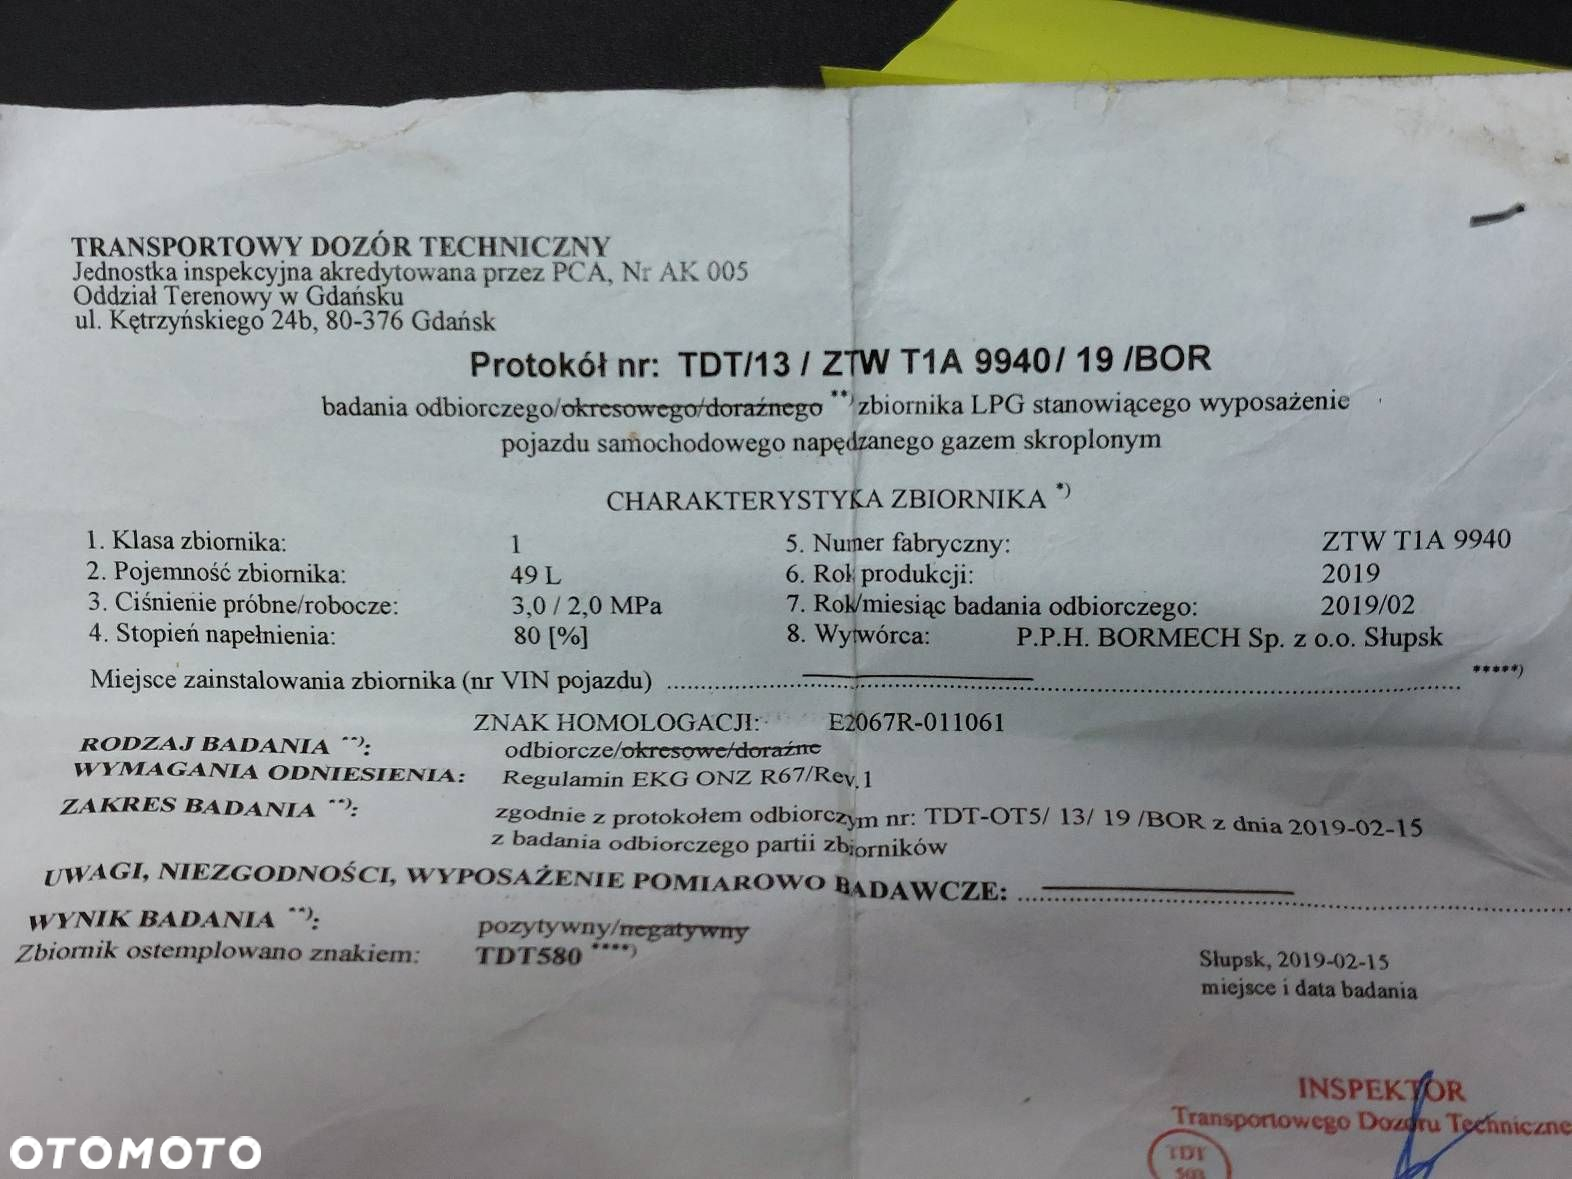 TRANSPORTOWY DOZÓR TECHNICZNY
Jednostka inspekcyjna akredytowana przez PCA, Nr AK 005
Oddział Terenowy w Gdańsku
ul. Kętrzyńskiego 24b, 80-376 Gdańsk
Protokół nr: TDT/13 / ZTW T1A 9940/ 19 /BOR
badania odbiorczego/okresowego/doraźnego **) zbiornika LPG stanowiącego wyposażenie
pojazdu samochodowego napędzanego gazem skroplonym
CHARAKTERYSTYKA ZBIORNIKA *)
1. Klasa zbiornika: 1 5. Numer fabryczny: ZTW T1A 9940
2. Pojemność zbiornika: 49 L 6. Rok produkcji: 2019
3. Ciśnienie próbne/robocze: 3,0 / 2,0 MPa 7. Rok/miesiąc badania odbiorczego: 2019/02
4. Stopień napełnienia: 80 [%] 8. Wytwórca: P.P.H. BORMECH Sp. z o.o. Słupsk
Miejsce zainstalowania zbiornika (nr VIN pojazdu) ........ *****)
ZNAK HOMOLOGACJI: E2067R-011061
RODZAJ BADANIA **): odbiorcze/okresowe/doraźne
WYMAGANIA ODNIESIENIA: Regulamin EKG ONZ R67/Rev.1
ZAKRES BADANIA **): zgodnie z protokołem odbiorczym nr: TDT-OT5/ 13/ 19 /BOR z dnia 2019-02-15
z badania odbiorczego partii zbiorników
UWAGI, NIEZGODNOŚCI, WYPOSAŻENIE POMIAROWO BADAWCZE: ........
WYNIK BADANIA **): pozytywny/negatywny
Zbiornik ostemplowano znakiem: TDT580 ****)
Słupsk, 2019-02-15
miejsce i data badania
INSPEKTOR
Transportowego Dozoru Techniczne
TDT
OTOMOTO